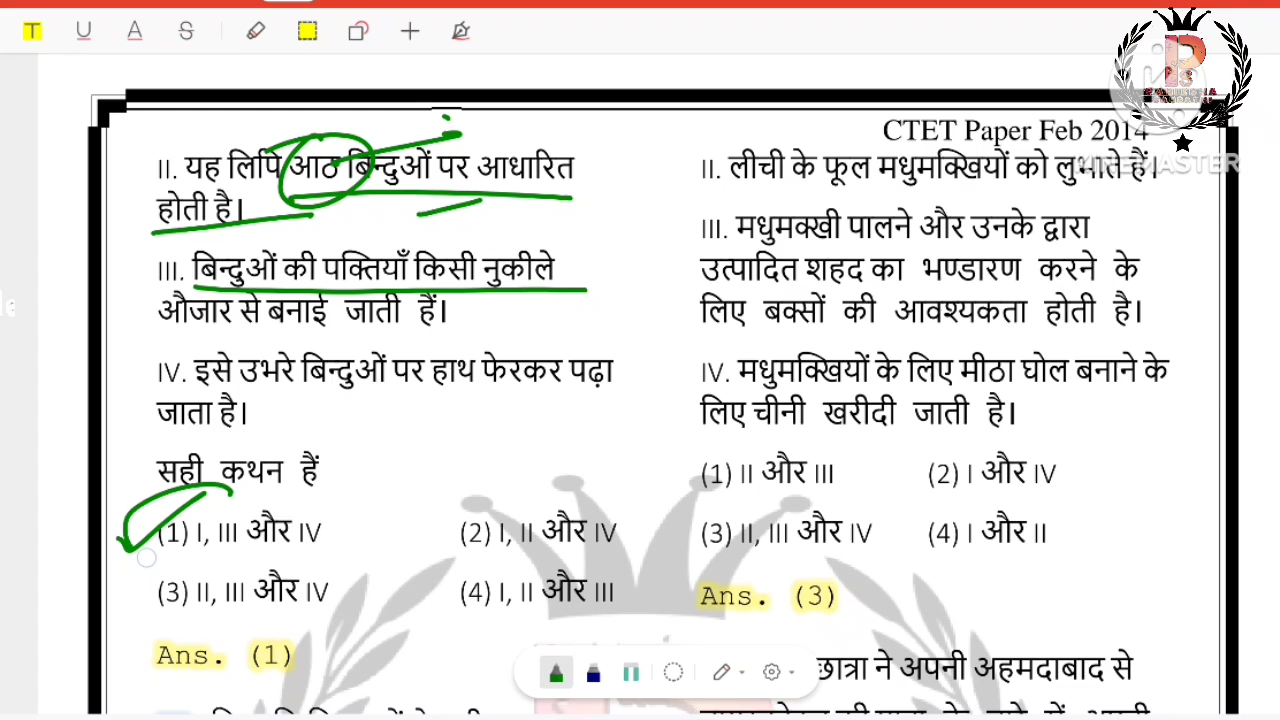 CTET Paper Feb 2014
II. यह लिपि आठ बिन्दुओं पर आधारित
होती है।
III. बिन्दुओं की पक्तियाँ किसी नुकीले
औजार से बनाई जाती हैं।
IV. इसे उभरे बिन्दुओं पर हाथ फेरकर पढ़ा
जाता है।
सही कथन हैं
(1) I, III और IV (2) I, II और IV
(3) II, III और IV (4) I, II और III
Ans. (1)
II. लीची के फूल मधुमक्खियों को लुभाते हैं।
III. मधुमक्खी पालने और उनके द्वारा
उत्पादित शहद का भण्डारण करने के
लिए बक्सों की आवश्यकता होती है।
IV. मधुमक्खियों के लिए मीठा घोल बनाने के
लिए चीनी खरीदी जाती है।
(1) II और III (2) I और IV
(3) II, III और IV (4) I और II
Ans. (3)
छात्रा ने अपनी अहमदाबाद से
KINEMASTER